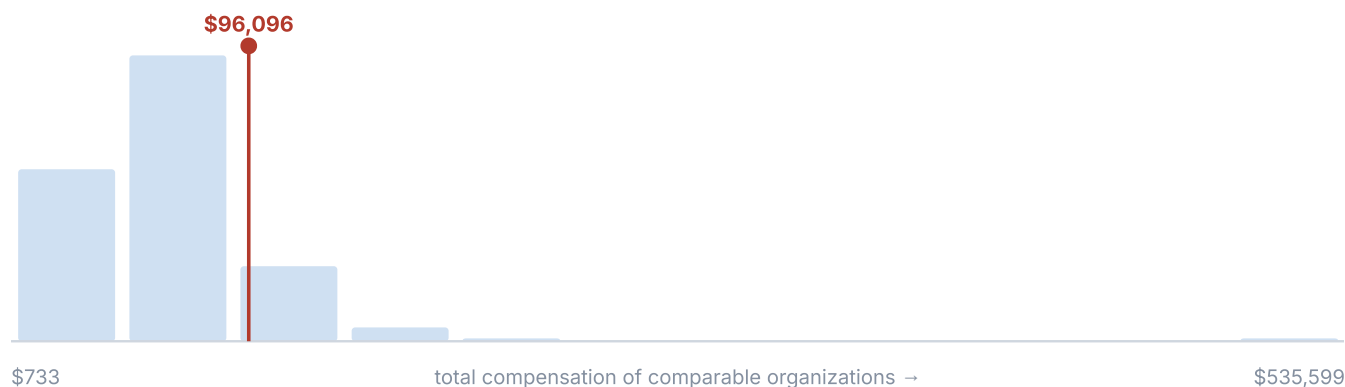 $96,096
$733 total compensation of comparable organizations → $535,599